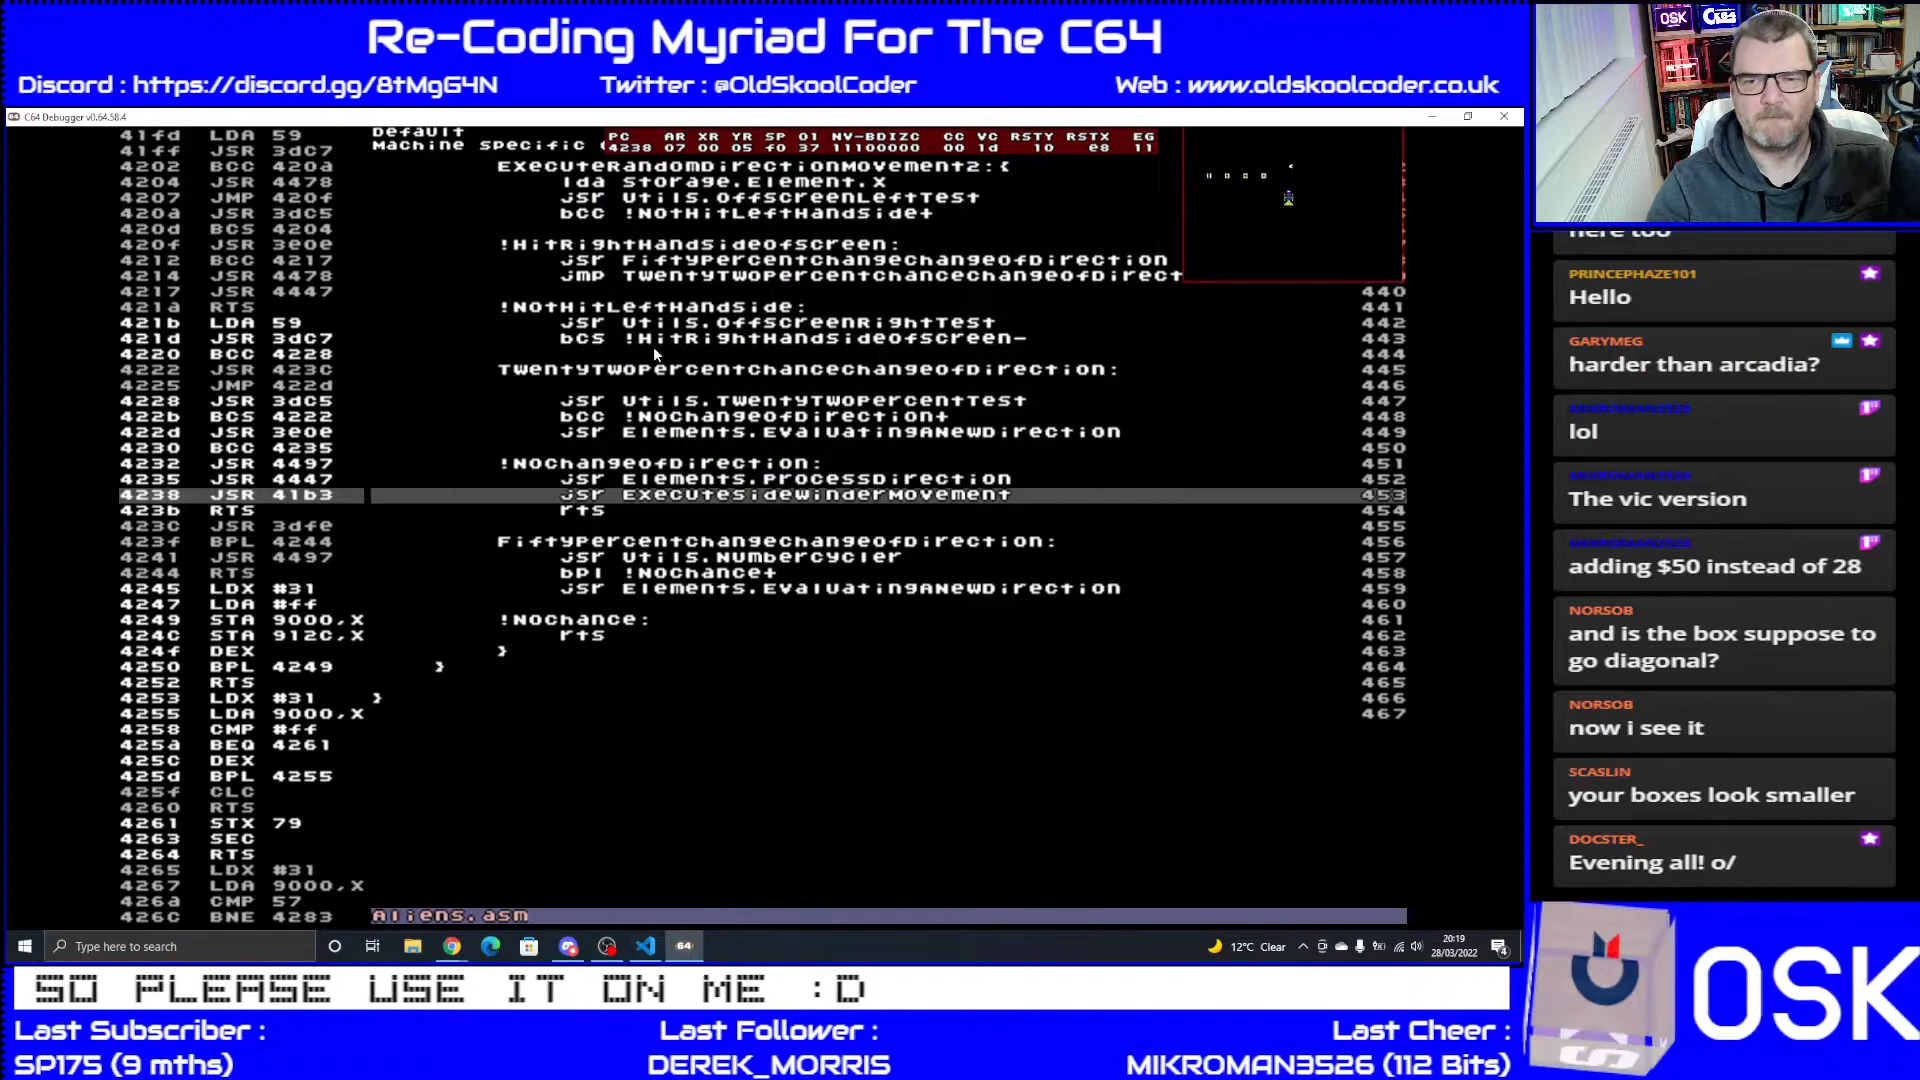 Re-Coding Myriad For The C64
Discord : https://discord.gg/8tMgG4N Twitter : @OldSkoolCoder Web : www.oldskoolcoder.co.uk
C64 Debugger v0.64.58.4
41fd LDA 59 Default PC AR XR YR SP 01 NV-BDIZC CC VC RSTY RSTX EG
41ff JSR 3dc7 Machine Specific ( 4238 07 00 05 f0 37 11100000 00 1d 10 e8 11
4202 BCC 420a ExecuteRandomDirectionMovement2:{
4204 JSR 4478 lda Storage.Element.X
4207 JMP 420f jsr Utils.OffScreenLeftTest
420a JSR 3dc5 bcc !NotHitLeftHandSide+
420d BCS 4204
420f JSR 3e0e !HitRightHandSideOfScreen:
4212 BCC 4217 jsr FiftyPercentChangeChangeOfDirection
4214 JSR 4478 jmp TwentyTwoPercentChanceChangeOfDirect
4217 JSR 4447 440
421a RTS !NotHitLeftHandSide: 441
421b LDA 59 jsr Utils.OffScreenRightTest 442
421d JSR 3dc7 bcs !HitRightHandSideOfScreen- 443
4220 BCC 4228 444
4222 JSR 423c TwentyTwoPercentChanceChangeOfDirection: 445
4225 JMP 422d 446
4228 JSR 3dc5 jsr Utils.TwentyTwoPercentTest 447
422b BCS 4222 bcc !NoChangeOfDirection+ 448
422d JSR 3e0e jsr Elements.EvaluatingANewDirection 449
4230 BCC 4235 450
4232 JSR 4497 !NoChangeOfDirection: 451
4235 JSR 4447 jsr Elements.ProcessDirection 452
4238 JSR 41b3 jsr ExecuteSideWinderMovement 453
423b RTS rts 454
423c JSR 3dfe 455
423f BPL 4244 FiftyPercentChangeChangeOfDirection: 456
4241 JSR 4497 jsr Utils.NumberCycler 457
4244 RTS bpl !NoChance+ 458
4245 LDX #31 jsr Elements.EvaluatingANewDirection 459
4247 LDA #ff 460
4249 STA 9000,X !NoChance: 461
424c STA 912c,X rts 462
424f DEX } 463
4250 BPL 4249 } 464
4252 RTS 465
4253 LDX #31 } 466
4255 LDA 9000,X 467
4258 CMP #ff
425a BEQ 4261
425c DEX
425d BPL 4255
425f CLC
4260 RTS
4261 STX 79
4263 SEC
4264 RTS
4265 LDX #31
4267 LDA 9000,X
426a CMP 57
426c BNE 4283 Aliens.asm
Type here to search
64
12°C Clear
20:19
28/03/2022
4
OSK C64
here too
PRINCEPHAZE101
Hello
GARYMEG
harder than arcadia?
lol
The vic version
adding $50 instead of 28
NORSOB
and is the box suppose to
go diagonal?
NORSOB
now i see it
SCASLIN
your boxes look smaller
DOCSTER_
Evening all! o/
SO PLEASE USE IT ON ME :D
Last Subscriber : Last Follower : Last Cheer :
SP175 (9 mths) DEREK_MORRIS MIKROMAN3526 (112 Bits)
OSK